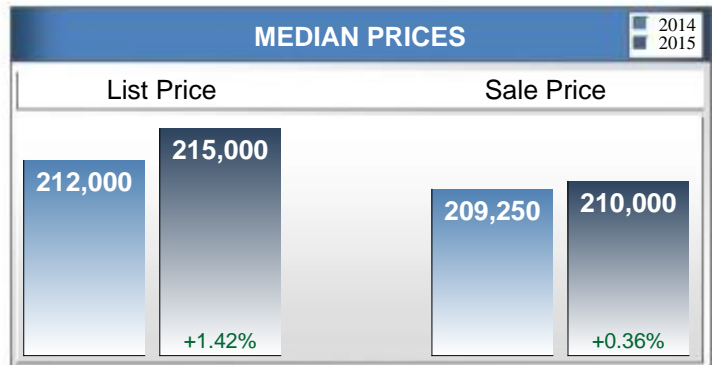 MEDIAN PRICES
2014
2015
List Price
Sale Price
212,000
215,000
+1.42%
209,250
210,000
+0.36%